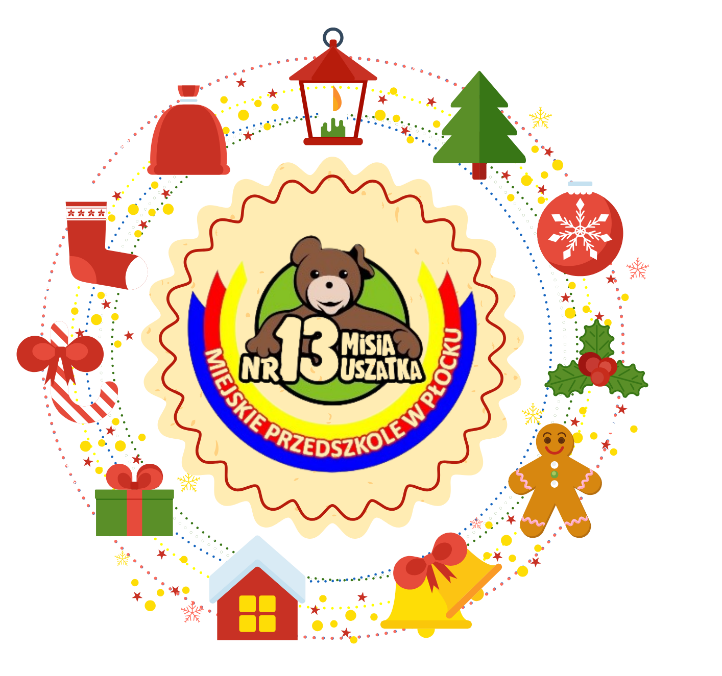 NR 13 MISIA
USZATKA
MIEJSKIE PRZEDSZKOLE W PŁOCKU